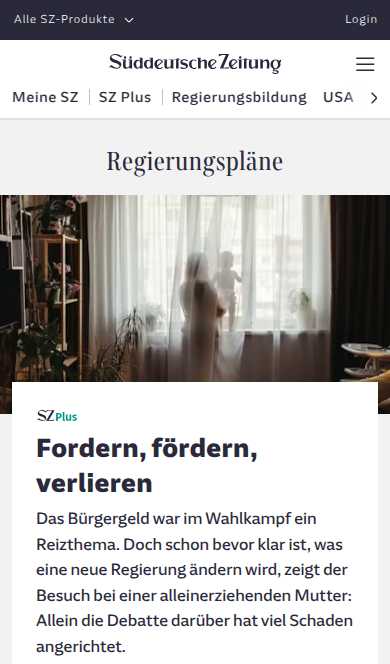 Alle SZ-Produkte
Login
Süddeutsche Zeitung
Meine SZ
SZ Plus
Regierungsbildung
USA
Regierungspläne
SZ Plus
Fordern, fördern,
verlieren
Das Bürgergeld war im Wahlkampf ein
Reizthema. Doch schon bevor klar ist, was
eine neue Regierung ändern wird, zeigt der
Besuch bei einer alleinerziehenden Mutter:
Allein die Debatte darüber hat viel Schaden
angerichtet.